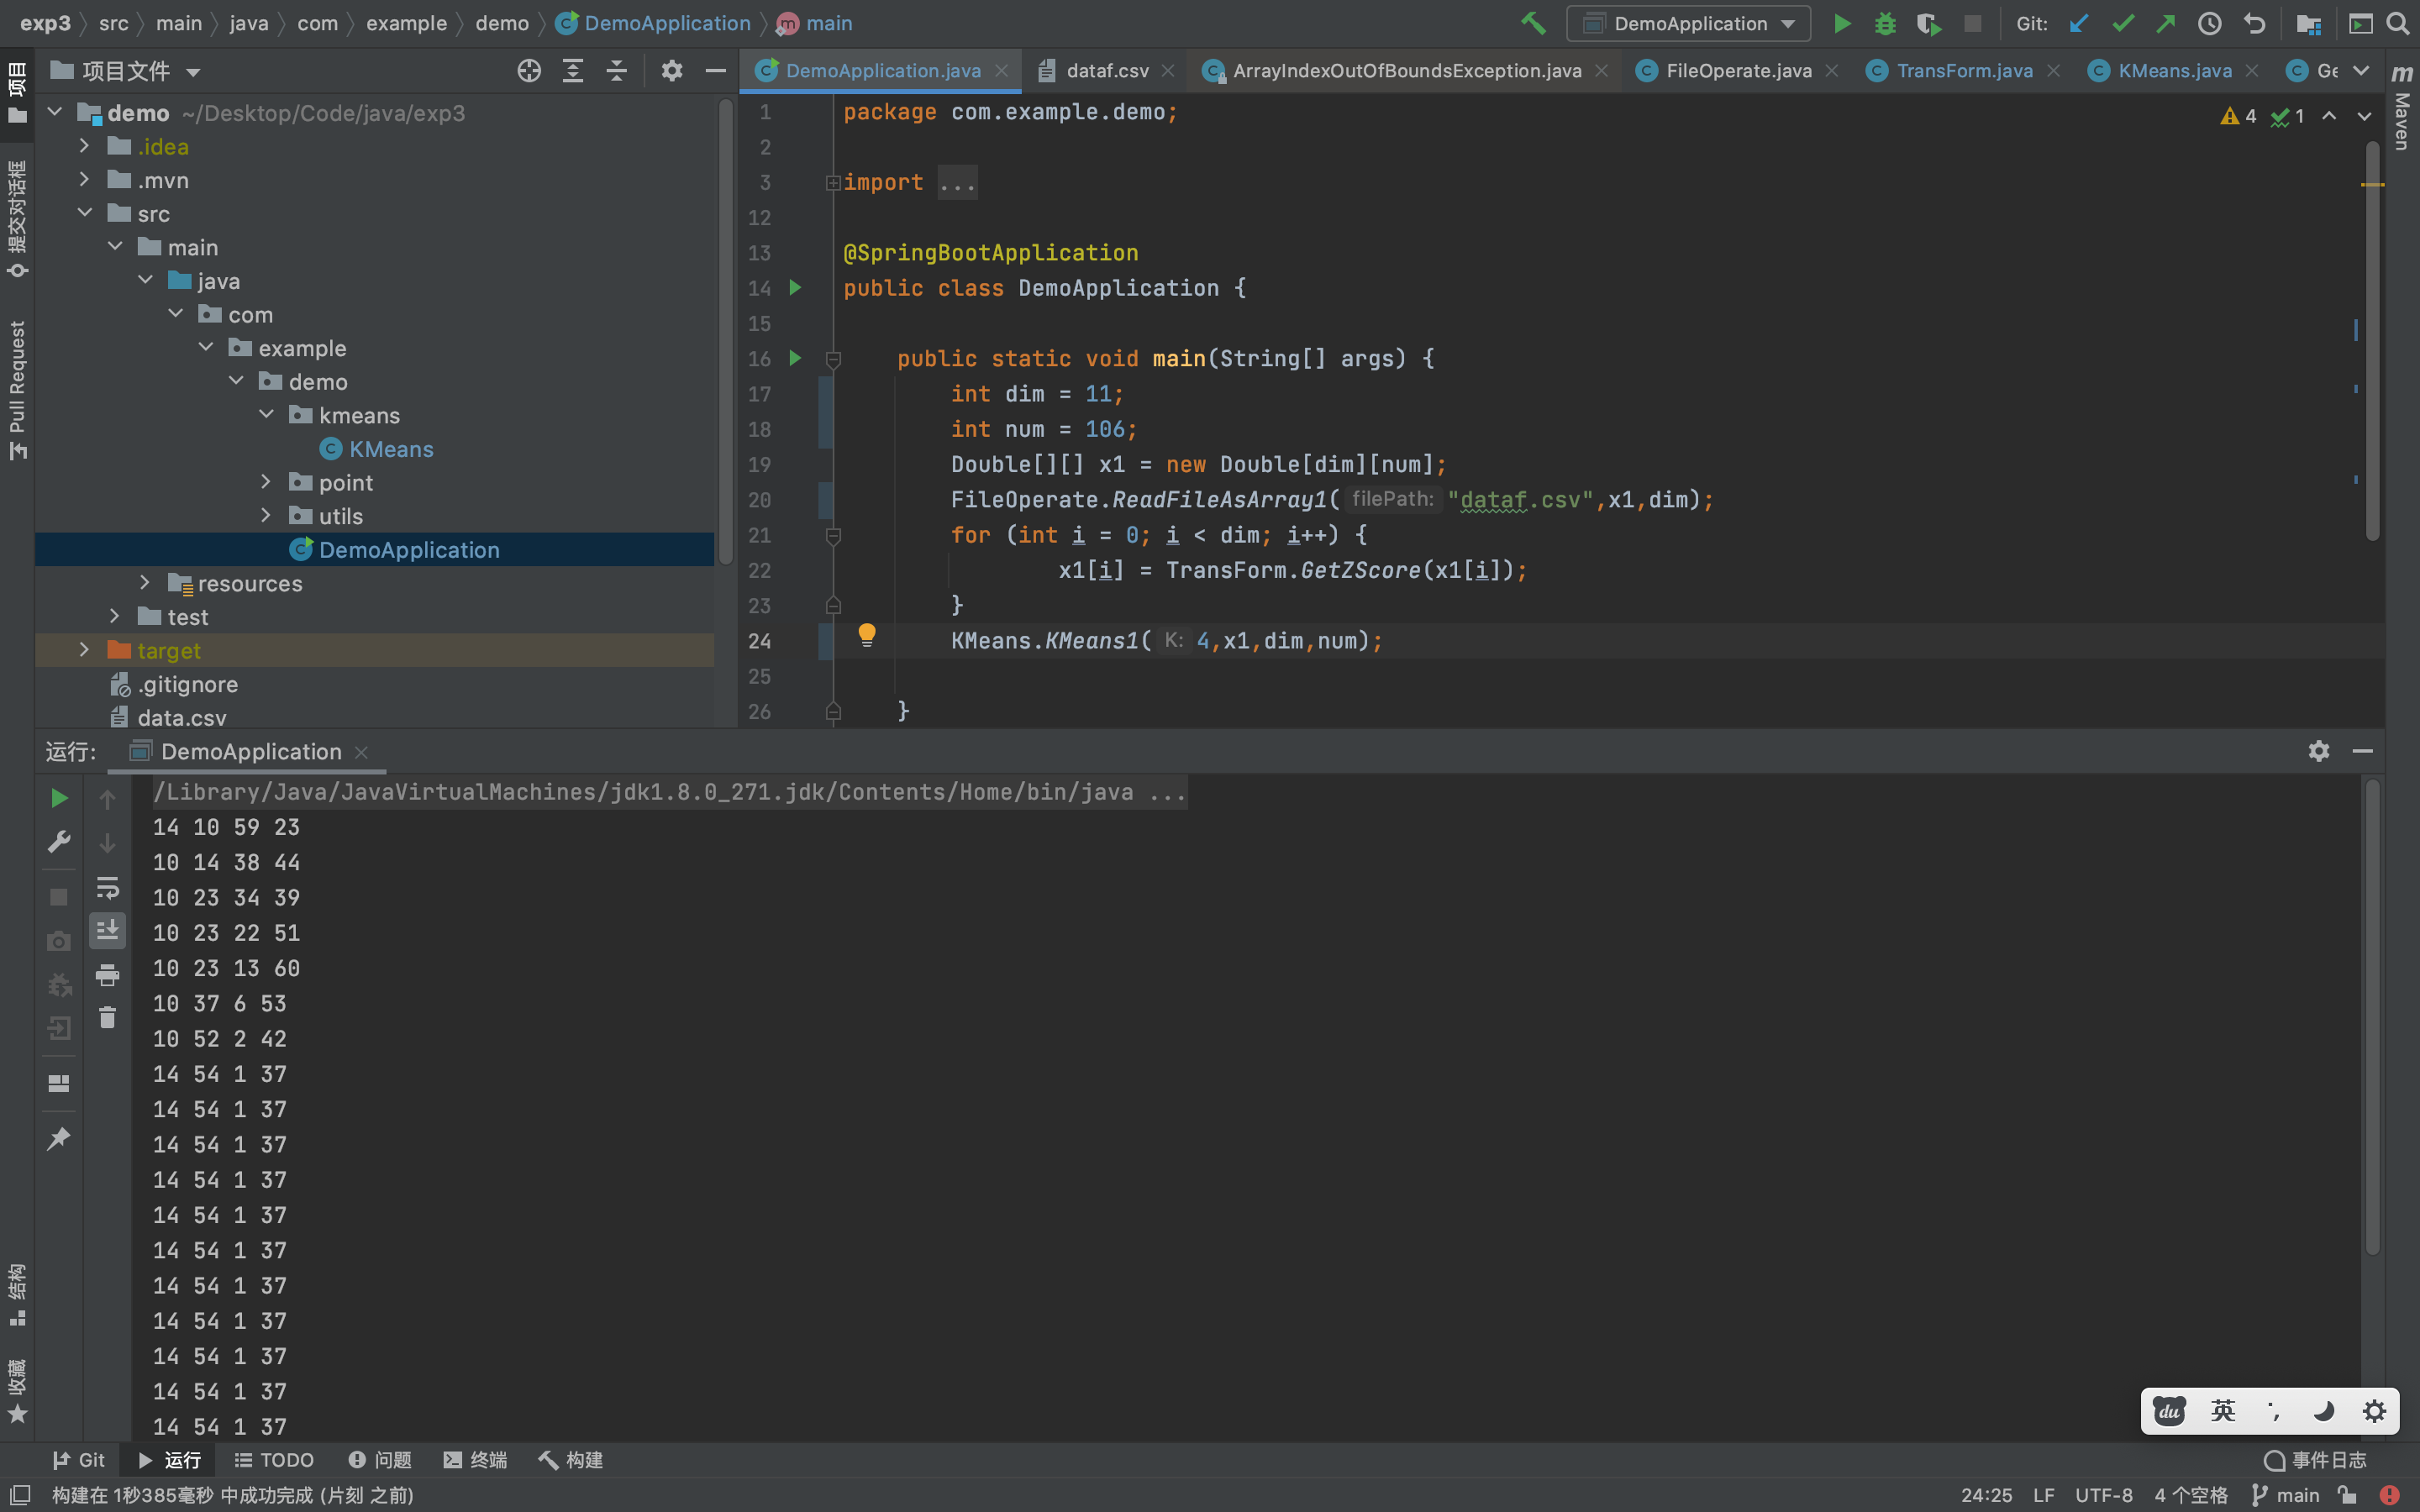 exp3 src main java com example demo DemoApplication main
DemoApplication Git:
项目文件
DemoApplication.java dataf.csv ArrayIndexOutOfBoundsException.java FileOperate.java TransForm.java KMeans.java Ge
项目
提交对话框
Pull Request
结构
收藏
Maven
demo ~/Desktop/Code/java/exp3
.idea
.mvn
src
main
java
com
example
demo
kmeans
KMeans
point
utils
DemoApplication
resources
test
target
.gitignore
data.csv
4 1
1 package com.example.demo;
2
3 import ...
12
13 @SpringBootApplication
14 public class DemoApplication {
15
16 public static void main(String[] args) {
17 int dim = 11;
18 int num = 106;
19 Double[][] x1 = new Double[dim][num];
20 FileOperate.ReadFileAsArray1( filePath: "dataf.csv",x1,dim);
21 for (int i = 0; i < dim; i++) {
22 x1[i] = TransForm.GetZScore(x1[i]);
23 }
24 KMeans.KMeans1( K: 4,x1,dim,num);
25
26 }
运行: DemoApplication
/Library/Java/JavaVirtualMachines/jdk1.8.0_271.jdk/Contents/Home/bin/java ...
14 10 59 23
10 14 38 44
10 23 34 39
10 23 22 51
10 23 13 60
10 37 6 53
10 52 2 42
14 54 1 37
14 54 1 37
14 54 1 37
14 54 1 37
14 54 1 37
14 54 1 37
14 54 1 37
14 54 1 37
14 54 1 37
14 54 1 37
14 54 1 37
du 英
Git 运行 TODO 问题 终端 构建 事件日志
构建在 1秒385毫秒 中成功完成 (片刻 之前) 24:25 LF UTF-8 4 个空格 main